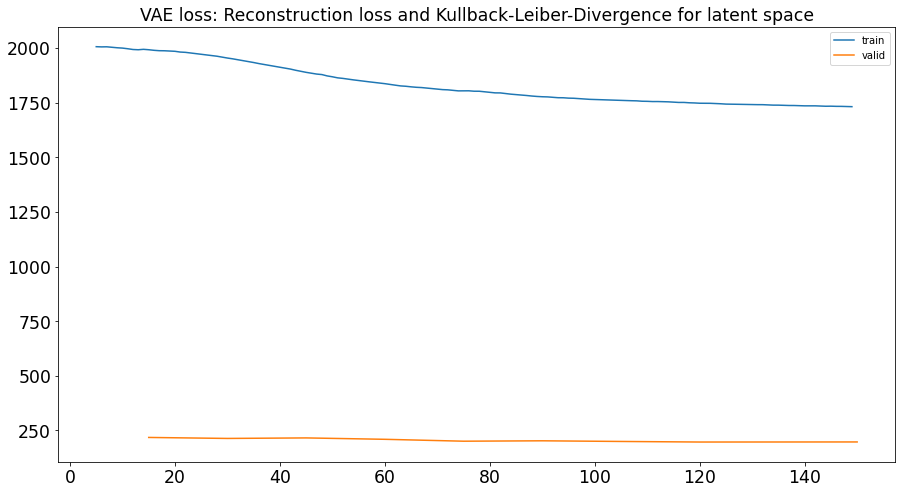 VAE loss: Reconstruction loss and Kullback-Leiber-Divergence for latent space
train
valid
2000
1750
1500
1250
1000
750
500
250
0 20 40 60 80 100 120 140